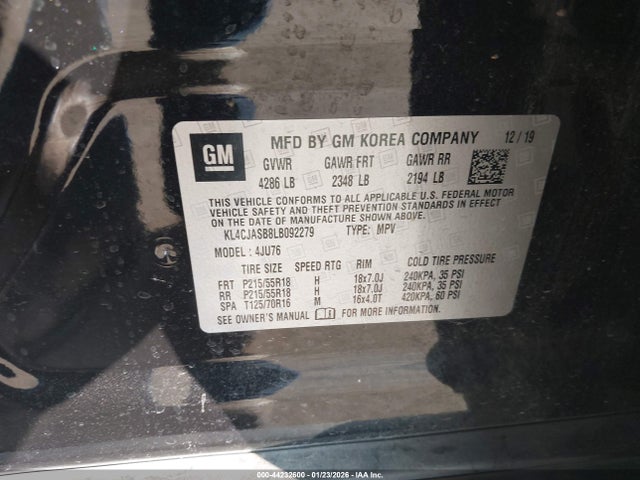 GM
MFD BY GM KOREA COMPANY 12/19
GVWR GAWR FRT GAWR RR
4286 LB 2348 LB 2194 LB
THIS VEHICLE CONFORMS TO ALL APPLICABLE U.S. FEDERAL MOTOR
VEHICLE SAFETY AND THEFT PREVENTION STANDARDS IN EFFECT ON
THE DATE OF MANUFACTURE SHOWN ABOVE.
KL4CJASB8LB092279 TYPE: MPV
MODEL: 4JU76
TIRE SIZE SPEED RTG RIM COLD TIRE PRESSURE
FRT P215/55R18 H 18x7.0J 240KPA, 35 PSI
RR P215/55R18 H 18x7.0J 240KPA, 35 PSI
SPA T125/70R16 M 16x4.0T 420KPA, 60 PSI
SEE OWNER'S MANUAL FOR MORE INFORMATION.
000-44232600 - 01/23/2026 - IAA Inc.